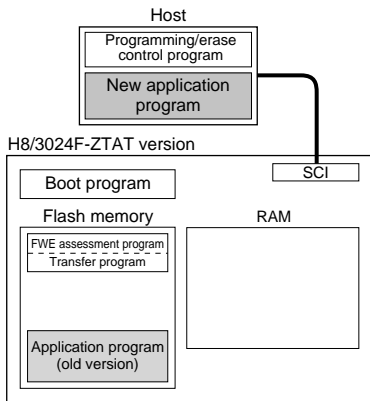 Host
Programming/erase
control program
New application
program
H8/3024F-ZTAT version
SCI
Boot program
Flash memory
RAM
FWE assessment program
Transfer program
Application program
(old version)